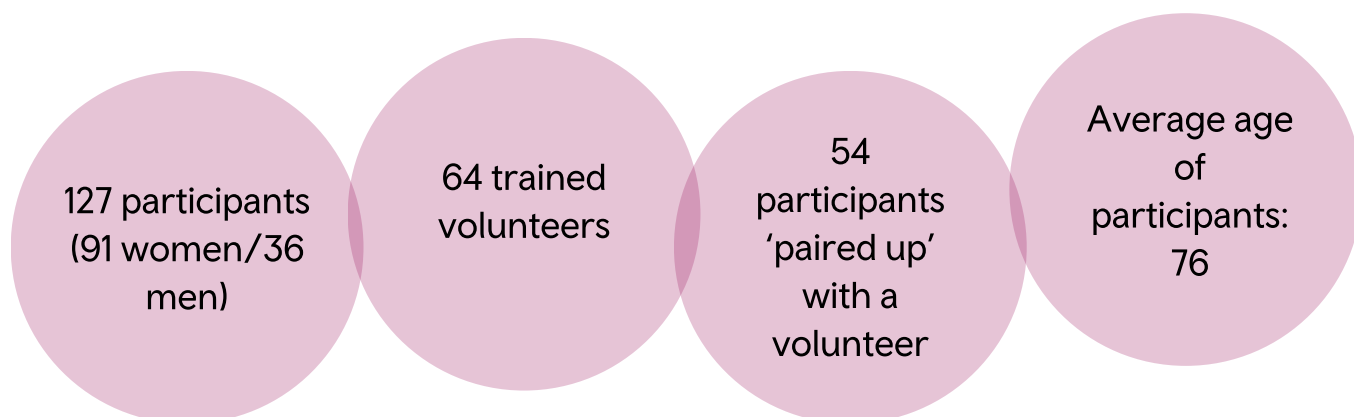 127 participants
(91 women/36
men)
64 trained
volunteers
54
participants
‘paired up’
with a
volunteer
Average age
of
participants:
76